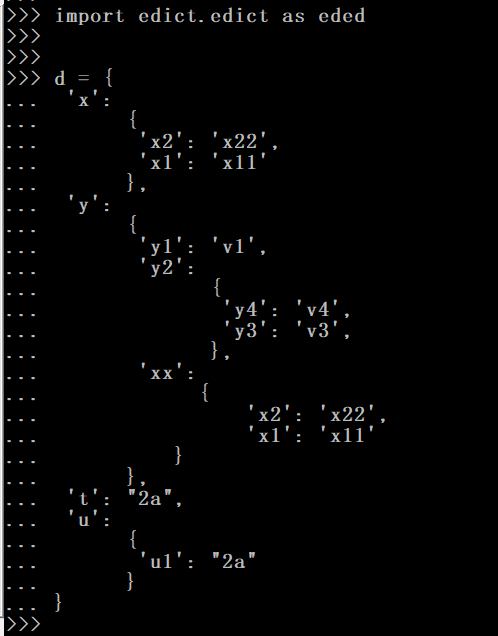 >>> import edict.edict as eded
>>>
>>>
>>> d = {
...  'x':
...       {
...        'x2': 'x22',
...        'x1': 'x11'
...       },
...  'y':
...       {
...        'y1': 'v1',
...        'y2':
...              {
...               'y4': 'v4',
...               'y3': 'v3',
...              },
...        'xx':
...             {
...                 'x2': 'x22',
...                 'x1': 'x11'
...           }
...       },
...  't': "2a",
...  'u':
...       {
...        'u1': "2a"
...       }
... }
>>>